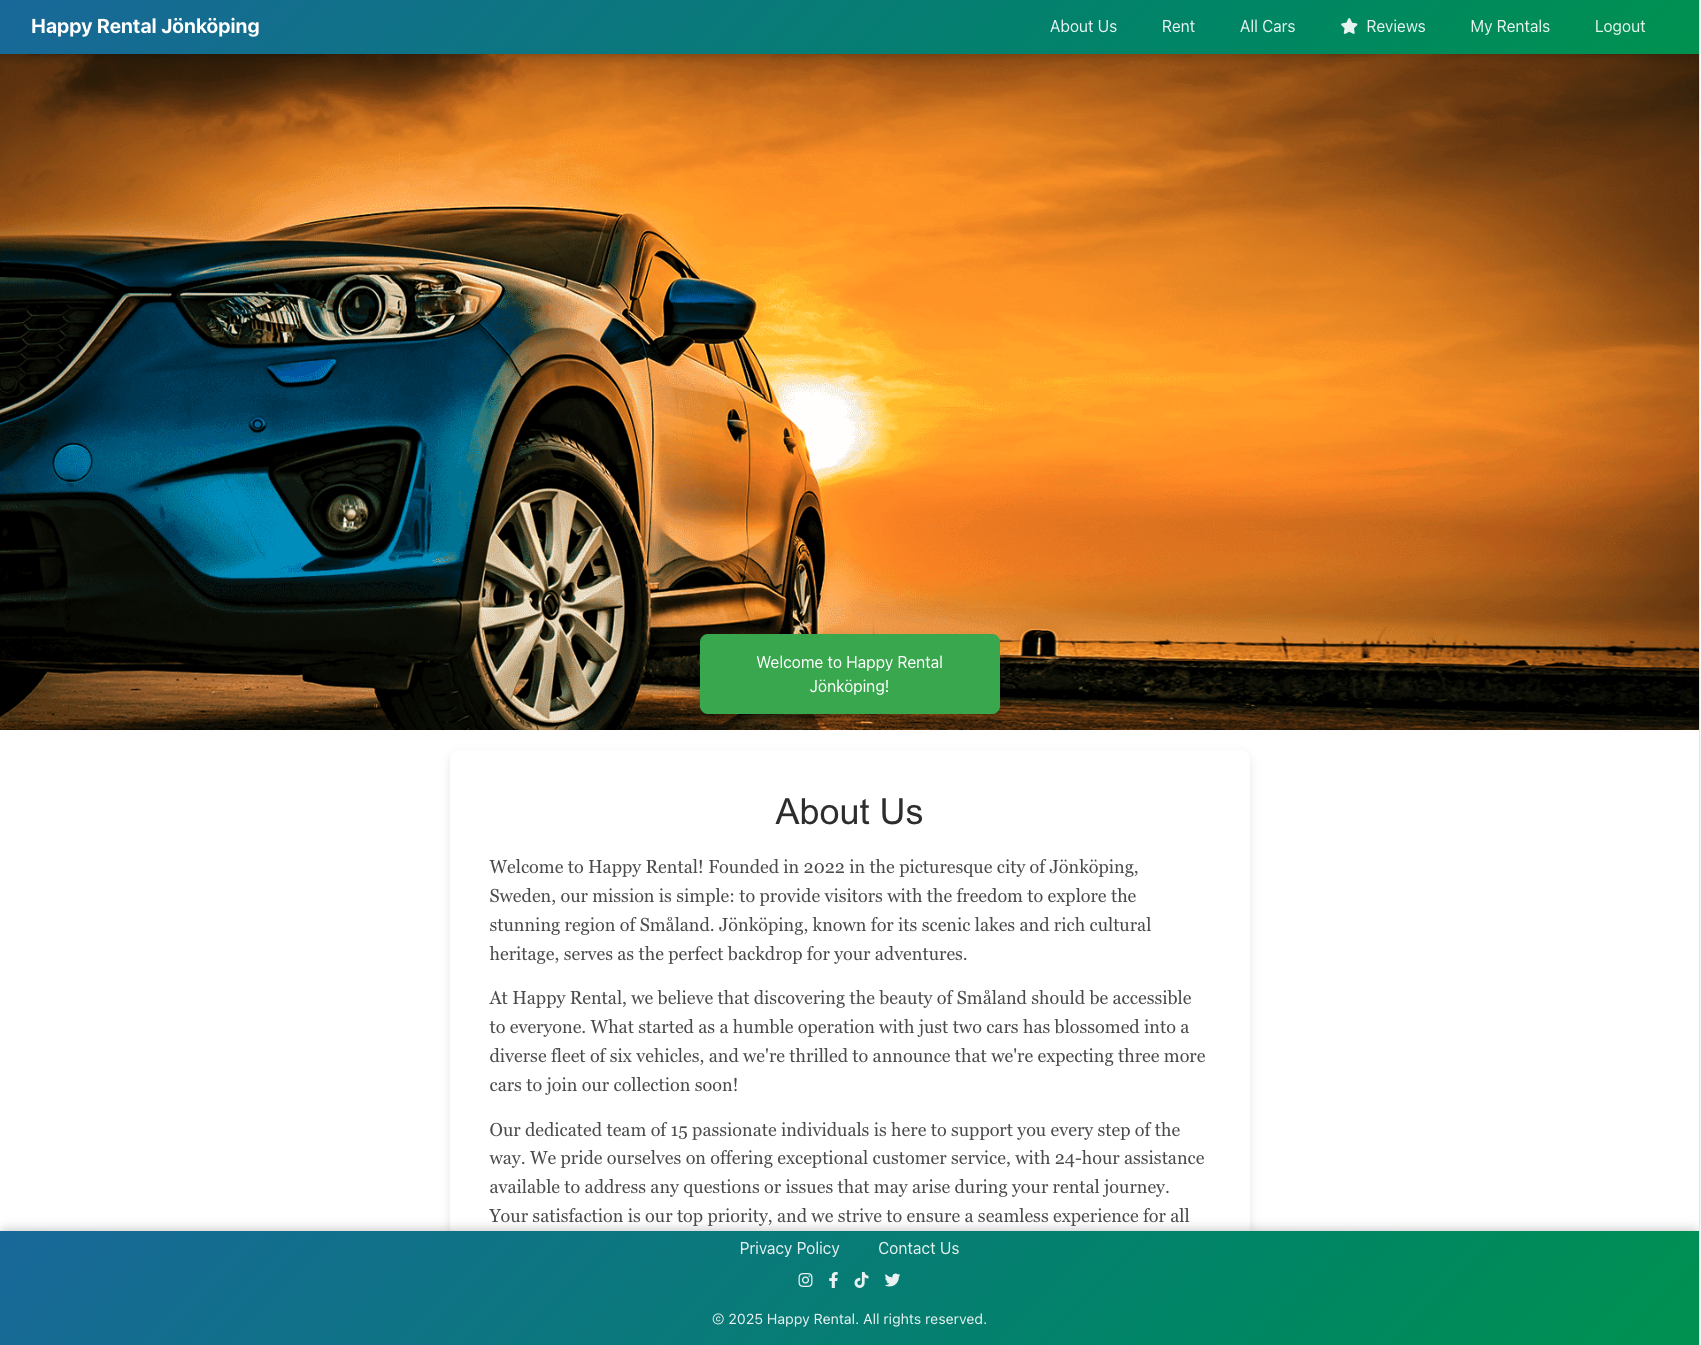 Happy Rental Jönköping
About Us Rent All Cars Reviews My Rentals Logout
Welcome to Happy Rental
Jönköping!
About Us
Welcome to Happy Rental! Founded in 2022 in the picturesque city of Jönköping,
Sweden, our mission is simple: to provide visitors with the freedom to explore the
stunning region of Småland. Jönköping, known for its scenic lakes and rich cultural
heritage, serves as the perfect backdrop for your adventures.
At Happy Rental, we believe that discovering the beauty of Småland should be accessible
to everyone. What started as a humble operation with just two cars has blossomed into a
diverse fleet of six vehicles, and we're thrilled to announce that we're expecting three more
cars to join our collection soon!
Our dedicated team of 15 passionate individuals is here to support you every step of the
way. We pride ourselves on offering exceptional customer service, with 24-hour assistance
available to address any questions or issues that may arise during your rental journey.
Your satisfaction is our top priority, and we strive to ensure a seamless experience for all
Privacy Policy Contact Us
© 2025 Happy Rental. All rights reserved.